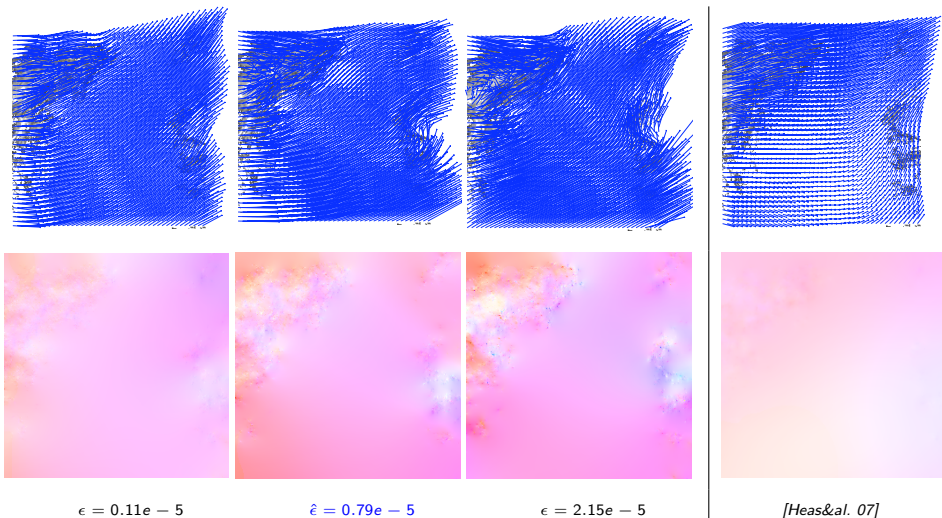 ϵ = 0.11e − 5
ϵ̂ = 0.79e − 5
ϵ = 2.15e − 5
[Heas&al. 07]